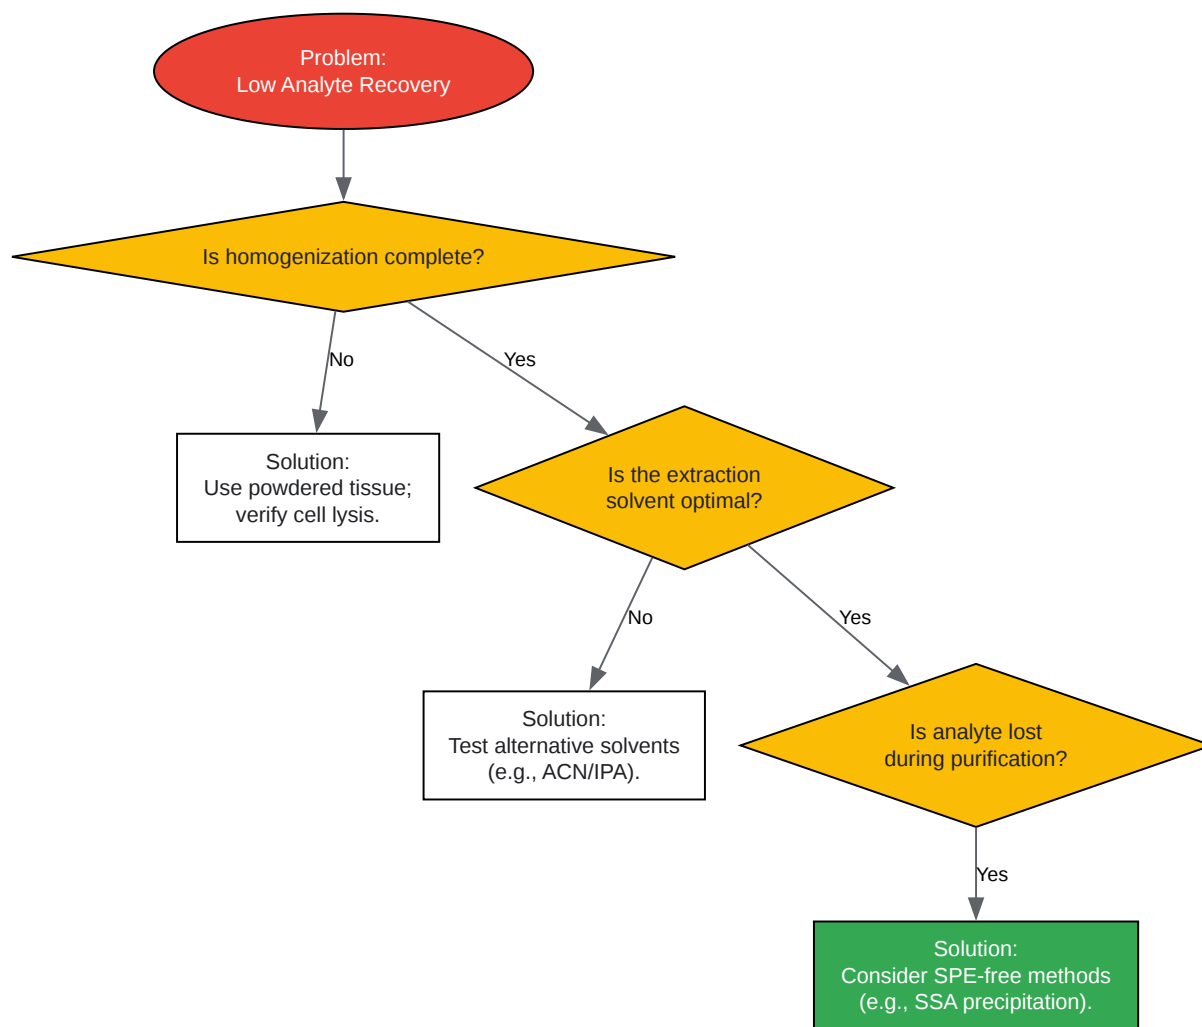 Problem:
Low Analyte Recovery
Is homogenization complete?
No
Yes
Solution:
Use powdered tissue;
verify cell lysis.
Is the extraction
solvent optimal?
No
Yes
Solution:
Test alternative solvents
(e.g., ACN/IPA).
Is analyte lost
during purification?
Yes
Solution:
Consider SPE-free methods
(e.g., SSA precipitation).